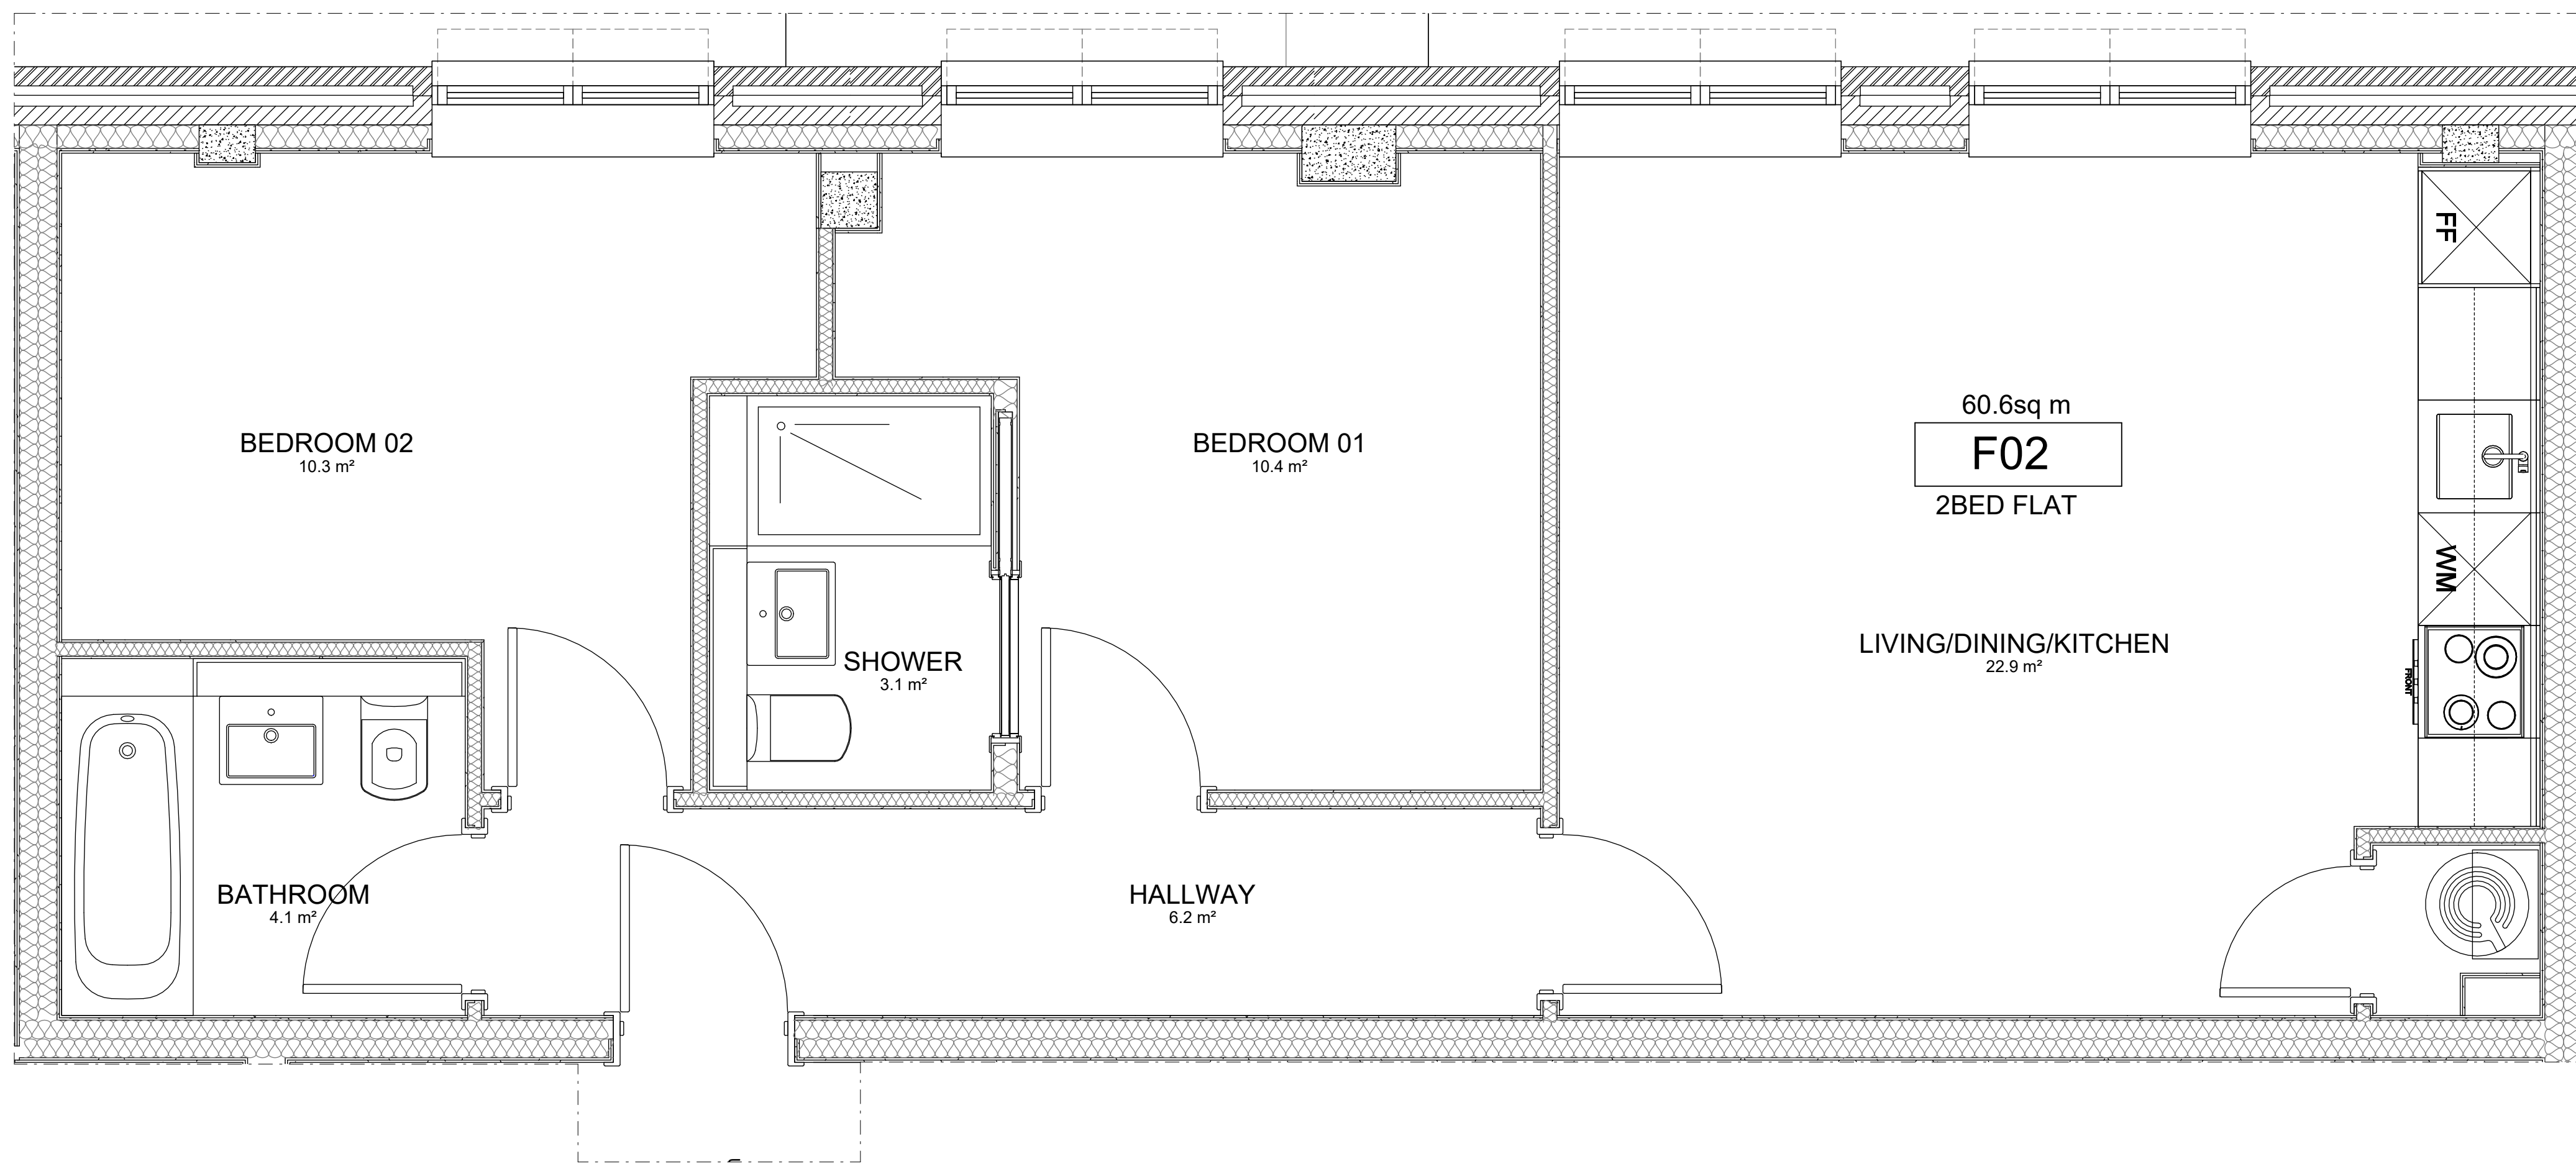 FF
60.6sq m
F02
2BED FLAT
BEDROOM 02
10.3 m²
BEDROOM 01
10.4 m²
WM
LIVING/DINING/KITCHEN
22.9 m²
SHOWER
3.1 m²
FRONT
BATHROOM
4.1 m²
HALLWAY
6.2 m²